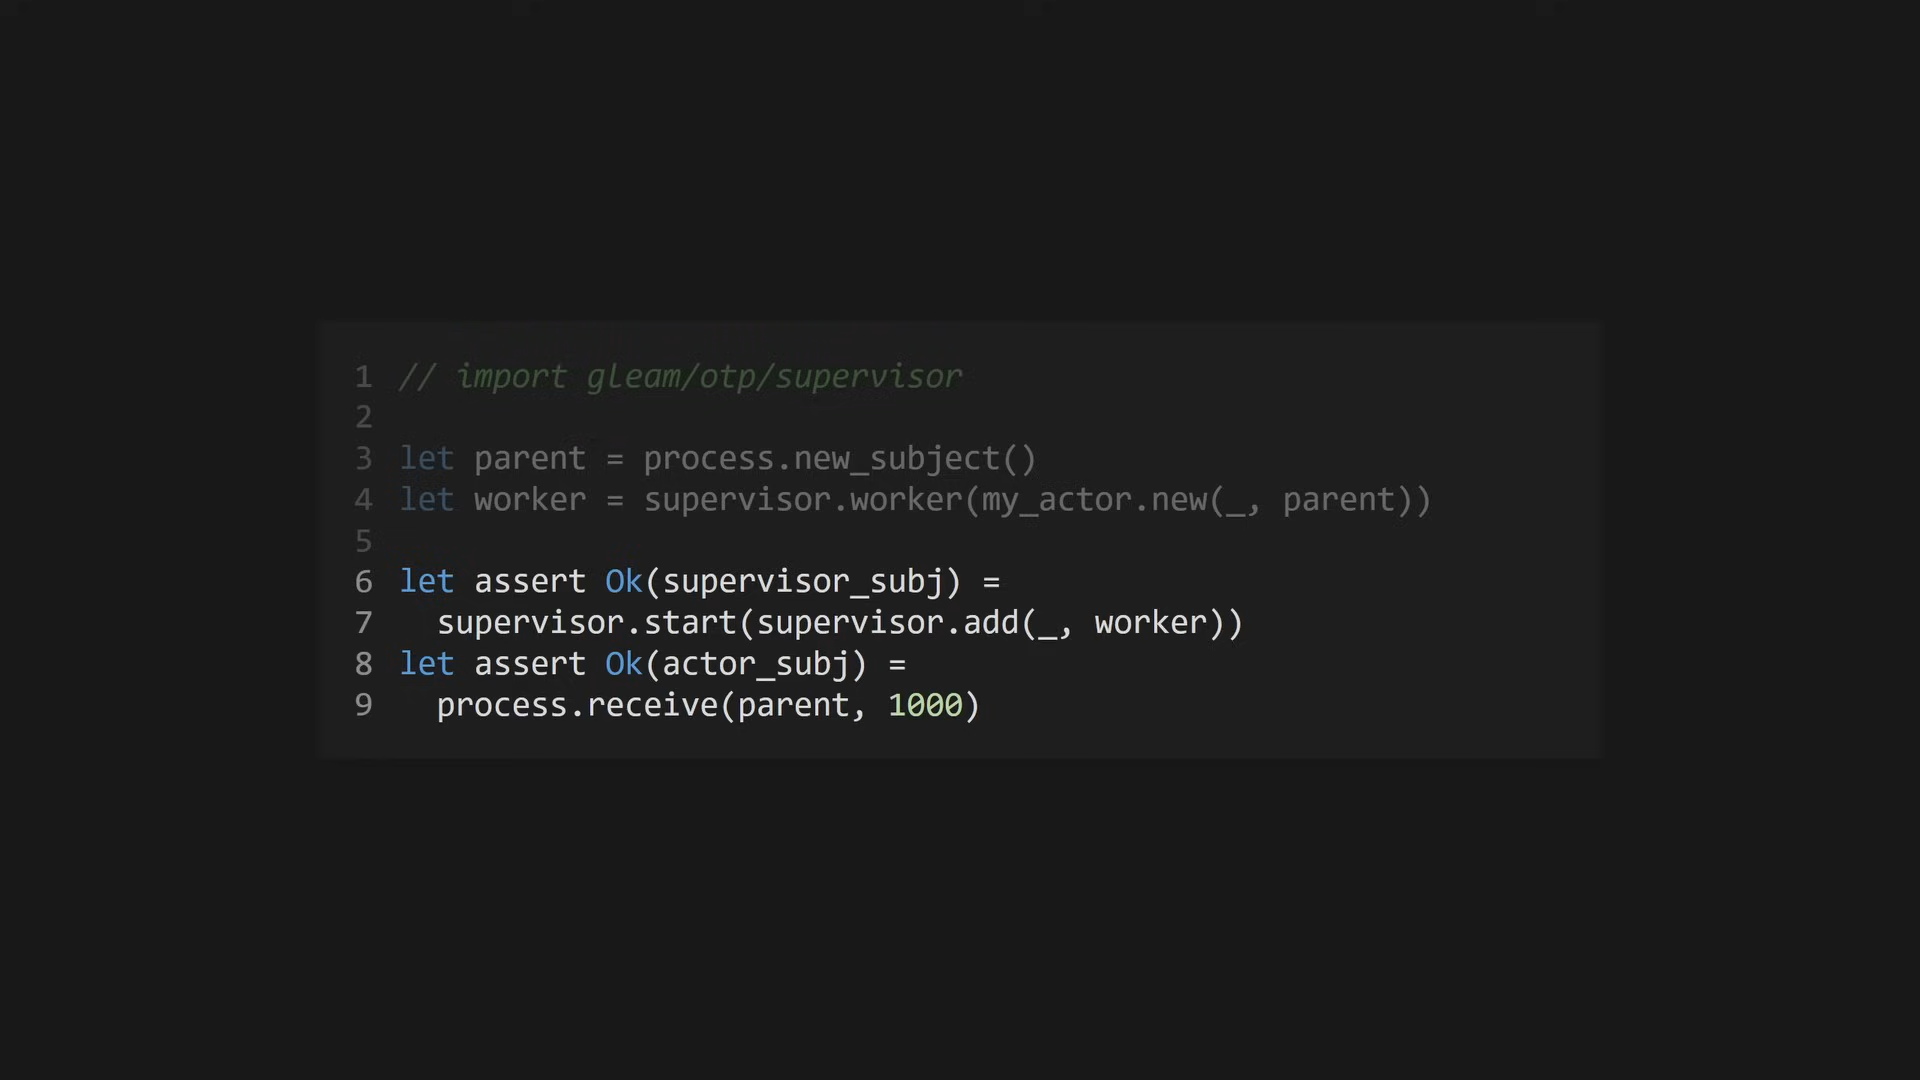 1 // import gleam/otp/supervisor
2
3 let parent = process.new_subject()
4 let worker = supervisor.worker(my_actor.new(_, parent))
5
6 let assert Ok(supervisor_subj) =
7   supervisor.start(supervisor.add(_, worker))
8 let assert Ok(actor_subj) =
9   process.receive(parent, 1000)